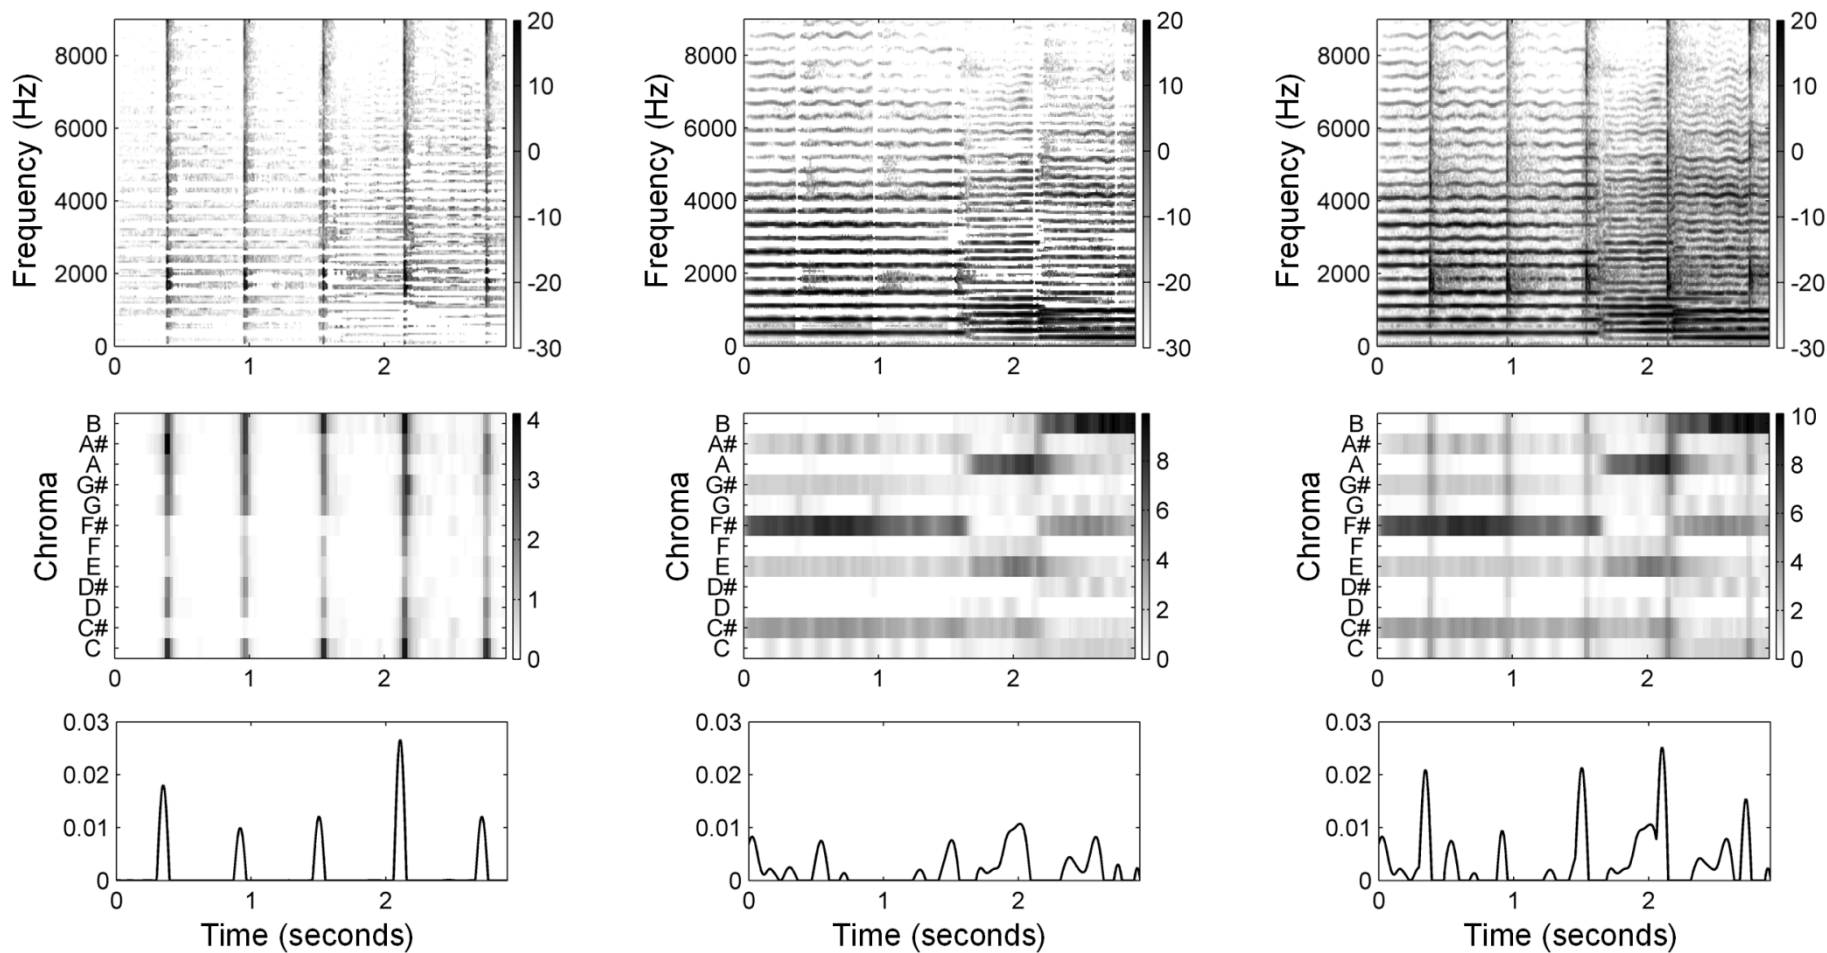 Frequency (Hz)
8000
6000
4000
2000
0
0 1 2
20
10
0
-10
-20
-30
Frequency (Hz)
8000
6000
4000
2000
0
0 1 2
20
10
0
-10
-20
-30
Frequency (Hz)
8000
6000
4000
2000
0
0 1 2
20
10
0
-10
-20
-30
Chroma
B
A#
A
G#
G
F#
F
E
D#
D
C#
C
0 1 2
4
3
2
1
0
Chroma
B
A#
A
G#
G
F#
F
E
D#
D
C#
C
0 1 2
8
6
4
2
0
Chroma
B
A#
A
G#
G
F#
F
E
D#
D
C#
C
0 1 2
10
8
6
4
2
0
0.03
0.02
0.01
0
0 1 2
Time (seconds)
0.03
0.02
0.01
0
0 1 2
Time (seconds)
0.03
0.02
0.01
0
0 1 2
Time (seconds)